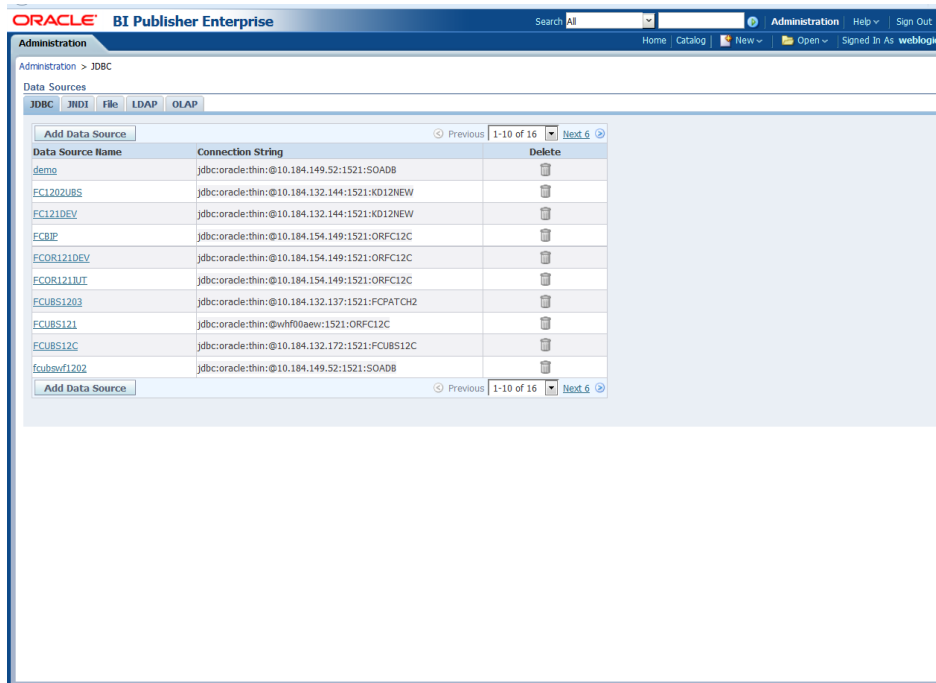 ORACLE BI Publisher Enterprise Search All Administration Help Sign Out
Administration Home Catalog New Open Signed In As weblogic
Administration > JDBC
Data Sources
JDBC JNDI File LDAP OLAP
Add Data Source Previous 1-10 of 16 Next 6
Data Source Name Connection String Delete
demo jdbc:oracle:thin:@10.184.149.52:1521:SOADB
FC1202UBS jdbc:oracle:thin:@10.184.132.144:1521:KD12NEW
FC121DEV jdbc:oracle:thin:@10.184.132.144:1521:KD12NEW
FCBIP jdbc:oracle:thin:@10.184.154.149:1521:ORFC12C
FCOR121DEV jdbc:oracle:thin:@10.184.154.149:1521:ORFC12C
FCOR121IUT jdbc:oracle:thin:@10.184.154.149:1521:ORFC12C
FCUBS1203 jdbc:oracle:thin:@10.184.132.137:1521:FCPATCH2
FCUBS121 jdbc:oracle:thin:@whf00aew:1521:ORFC12C
FCUBS12C jdbc:oracle:thin:@10.184.132.172:1521:FCUBS12C
fcubswf1202 jdbc:oracle:thin:@10.184.149.52:1521:SOADB
Add Data Source Previous 1-10 of 16 Next 6